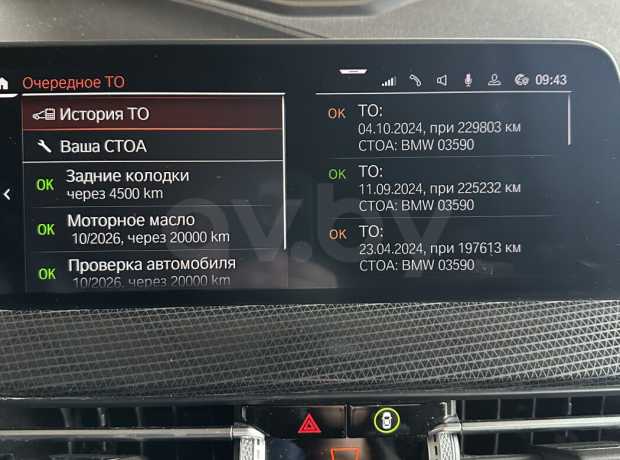 Очередное ТО
09:43
История ТО
Ваша СТОА
OK Задние колодки
через 4500 km
OK Моторное масло
10/2026, через 20000 km
OK Проверка автомобиля
10/2026, через 20000 km
OK ТО:
04.10.2024, при 229803 км
СТОА: BMW 03590
OK ТО:
11.09.2024, при 225232 км
СТОА: BMW 03590
OK ТО:
23.04.2024, при 197613 км
СТОА: BMW 03590
av.by